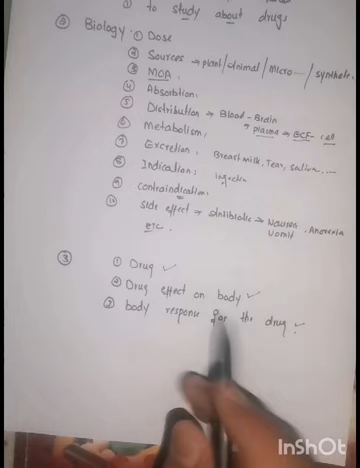 ① to study about drugs
② Biology : ① Dose
② Sources → plant / animal / Micro--- / synthetic
③ MOA.
④ Absorption.
⑤ Distribution → Blood - Brain
→ plasma → ECF - cell
⑥ Metabolism,
⑦ Excretion, Breast milk, Tear, saliva ....
⑧ Indication,
⑨ contraindication,
⑩ Side effect → Antibiotic → Nausea, Anorexia
Vomit
etc.
③
① Drug ✓
② Drug effect on body ✓
③ body response for the drug ✓
InShot